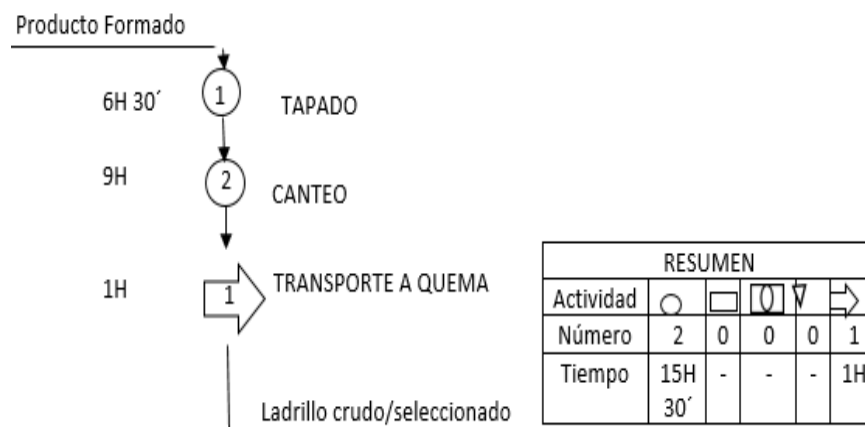 Producto Formado
6H 30´ 1 TAPADO
9H 2 CANTEO
1H 1 TRANSPORTE A QUEMA
Ladrillo crudo/seleccionado
RESUMEN
Actividad
Número 2 0 0 0 1
Tiempo 15H - - - 1H
30´